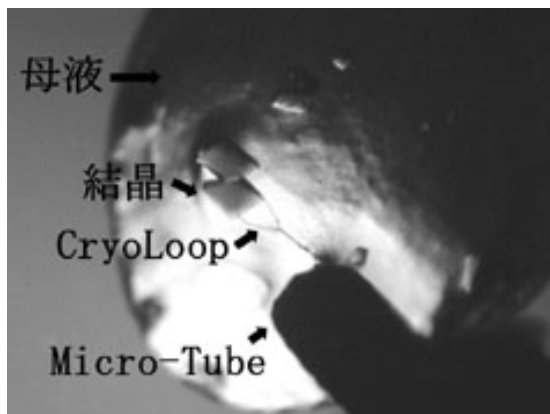 母液
結晶
CryoLoop
Micro-Tube